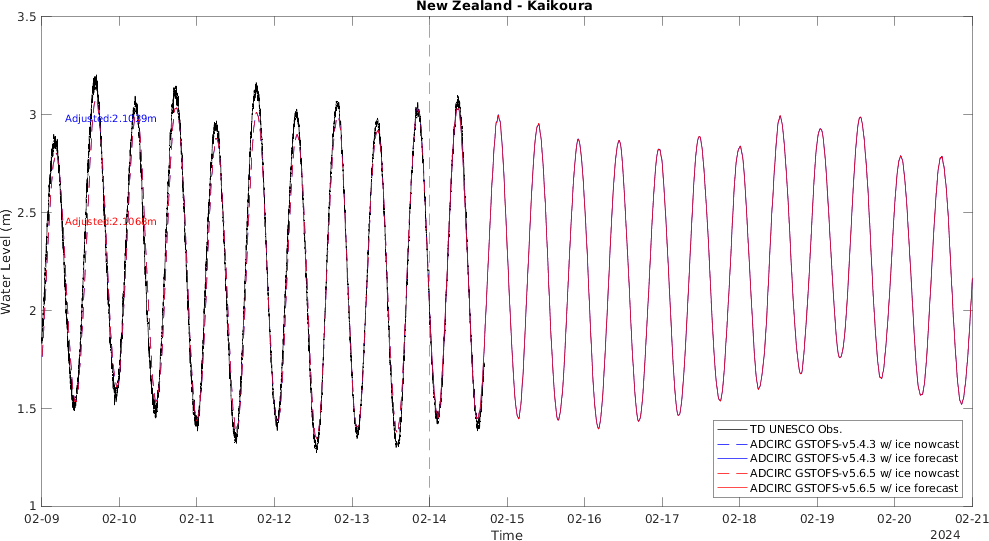 New Zealand - Kaikoura
3.5
3
2.5
2
1.5
1
Water Level (m)
Adjusted:2.1039m
Adjusted:2.1068m
TD UNESCO Obs.
ADCIRC GSTOFS-v5.4.3 w/ ice nowcast
ADCIRC GSTOFS-v5.4.3 w/ ice forecast
ADCIRC GSTOFS-v5.6.5 w/ ice nowcast
ADCIRC GSTOFS-v5.6.5 w/ ice forecast
02-09 02-10 02-11 02-12 02-13 02-14 02-15 02-16 02-17 02-18 02-19 02-20 02-21
Time
2024